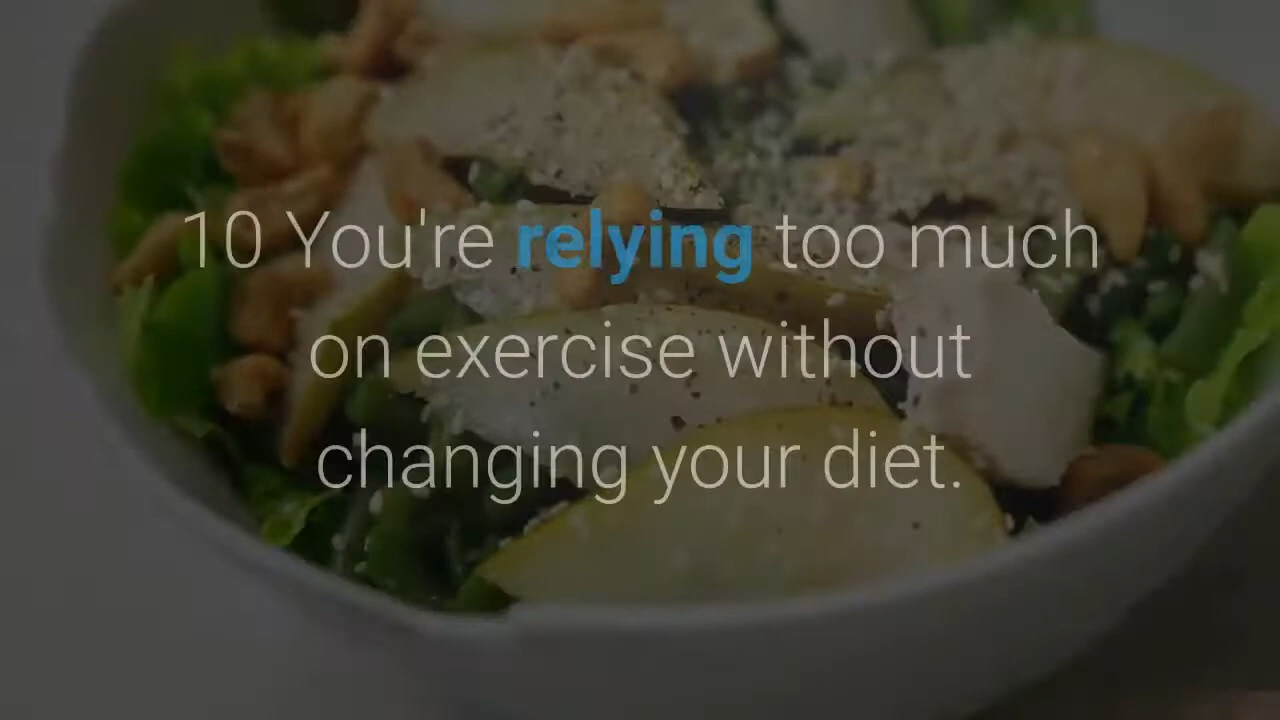 10 You're relying too much
on exercise without
changing your diet.